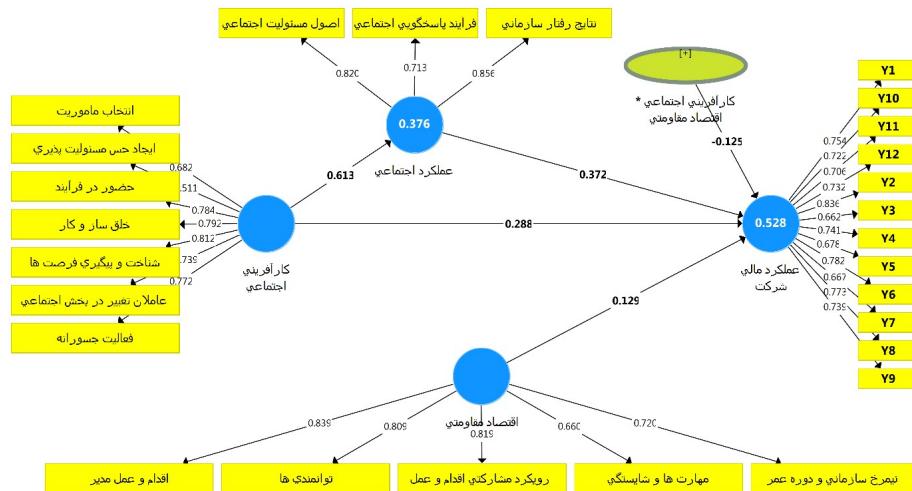 اصول مسئوليت اجتماعي
فرايند پاسخگويي اجتماعي
نتايج رفتار سازماني
[+]
0.820
0.713
0.856
كارآفريني اجتماعي *
اقتصاد مقاومتي
-0.125
0.376
عملكرد اجتماعي
انتخاب ماموريت
ايجاد حس مسئوليت پذيري
حضور در فرايند
خلق ساز و كار
شناخت و پيگيري فرصت ها
عاملان تغيير در بخش اجتماعي
فعاليت جسورانه
0.682
.511
0.784
0.792
0.812
.739
0.772
كارآفريني
اجتماعي
0.613
0.372
0.288
0.129
0.528
عملكرد مالي
شركت
Y1
Y10
Y11
Y12
Y2
Y3
Y4
Y5
Y6
Y7
Y8
Y9
0.754
0.722
0.706
0.732
0.836
0.662
0.741
0.678
0.782
0.667
0.773
0.739
اقتصاد مقاومتي
0.839
0.809
0.819
0.660
0.720
اقدام و عمل مدير
توانمندي ها
رويكرد مشاركتي اقدام و عمل
مهارت ها و شايستگي
نيمرخ سازماني و دوره عمر